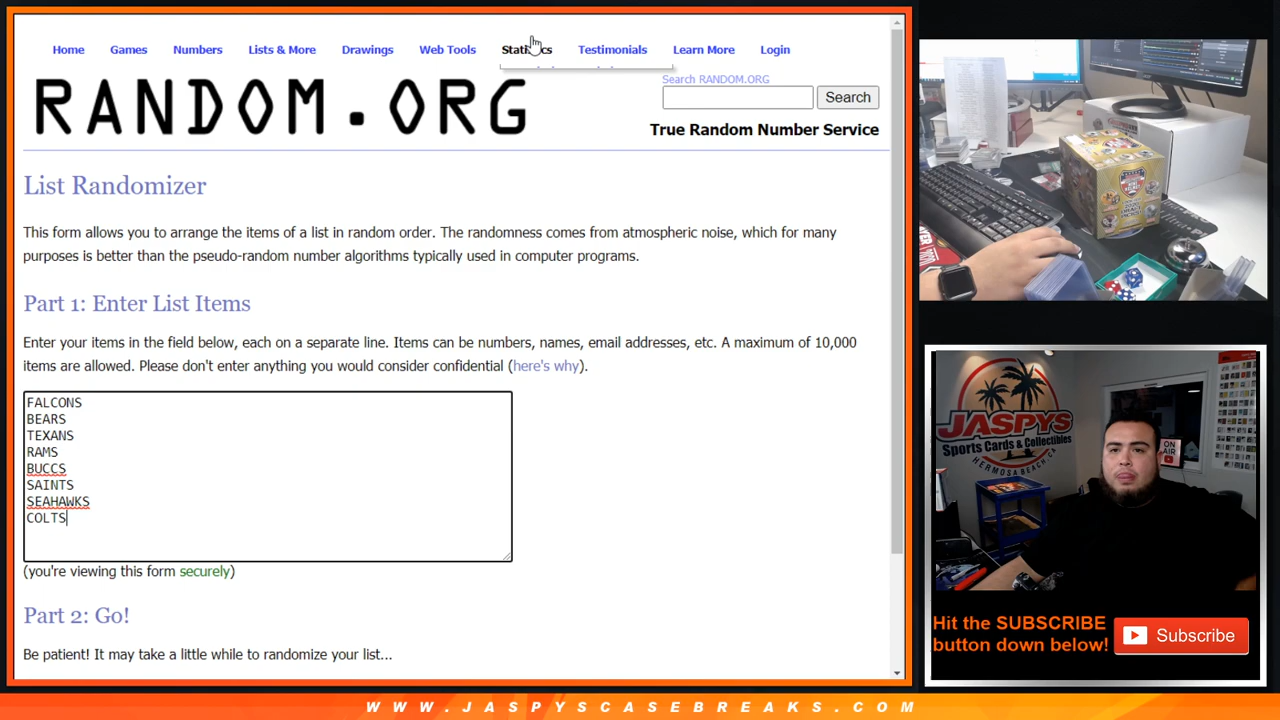 Home Games Numbers Lists & More Drawings Web Tools Statistics Testimonials Learn More Login
RANDOM.ORG
Search RANDOM.ORG
Search
True Random Number Service
List Randomizer
This form allows you to arrange the items of a list in random order. The randomness comes from atmospheric noise, which for many
purposes is better than the pseudo-random number algorithms typically used in computer programs.
Part 1: Enter List Items
Enter your items in the field below, each on a separate line. Items can be numbers, names, email addresses, etc. A maximum of 10,000
items are allowed. Please don't enter anything you would consider confidential (here's why).
FALCONS
BEARS
TEXANS
RAMS
BUCCS
SAINTS
SEAHAWKS
COLTS
(you're viewing this form securely)
Part 2: Go!
Be patient! It may take a little while to randomize your list...
JASPYS
Sports Cards & Collectibles
HERMOSA BEACH, CA
ON
AIR
Hit the SUBSCRIBE
button down below!
Subscribe
WWW.JASPYSCASEBREAKS.COM